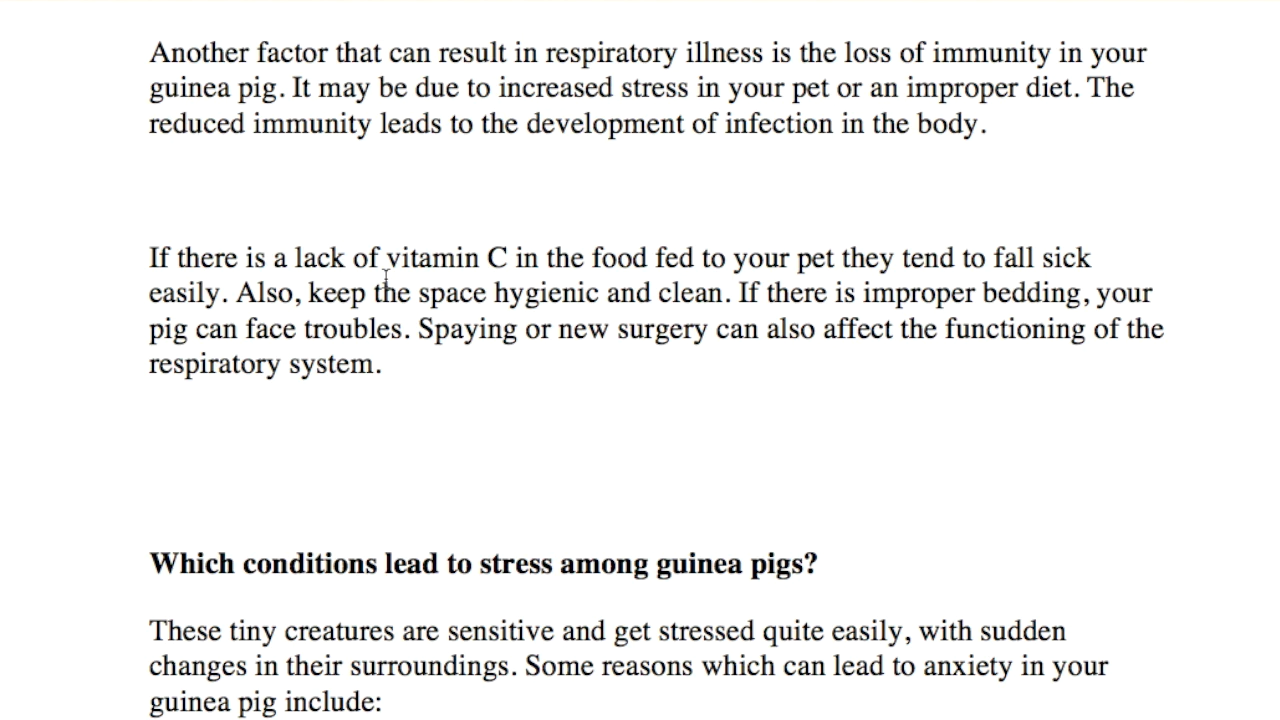 Another factor that can result in respiratory illness is the loss of immunity in your
guinea pig. It may be due to increased stress in your pet or an improper diet. The
reduced immunity leads to the development of infection in the body.
If there is a lack of vitamin C in the food fed to your pet they tend to fall sick
easily. Also, keep the space hygienic and clean. If there is improper bedding, your
pig can face troubles. Spaying or new surgery can also affect the functioning of the
respiratory system.
Which conditions lead to stress among guinea pigs?
These tiny creatures are sensitive and get stressed quite easily, with sudden
changes in their surroundings. Some reasons which can lead to anxiety in your
guinea pig include: